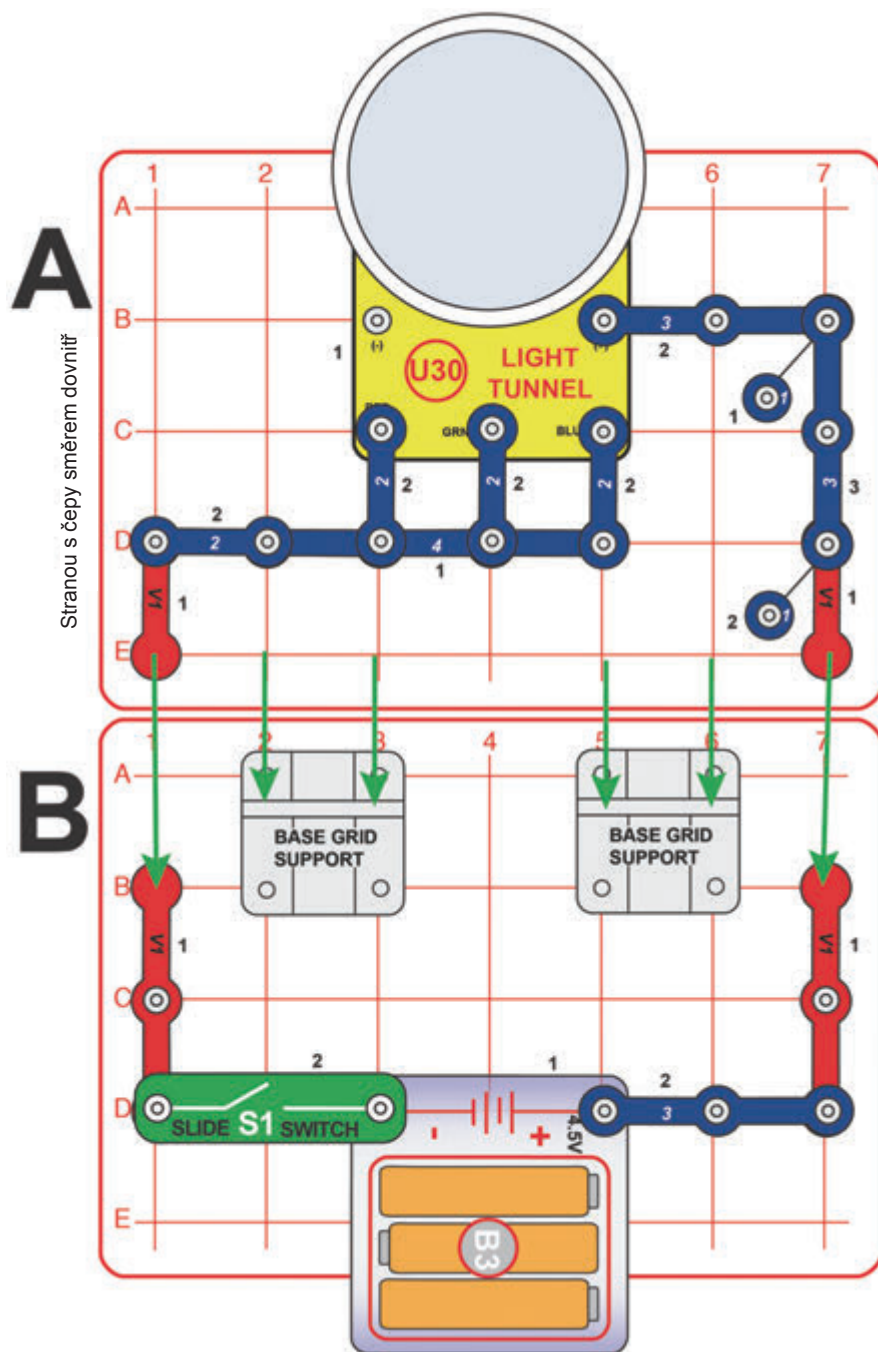 1 2 6 7
A
A
Stranou s čepy směrem dovnitř
B
1 (-) (-) 3 2
U30 LIGHT TUNNEL
1 1
C GRN BLU
2 2 2 2 2 2 3 3
2
D 2 4
1
V1 1 2 1 V1 1
E
1 2 3 4 5 6 7
A
B
BASE GRID SUPPORT
BASE GRID SUPPORT
B
V1 1 V1 1
C
2 1 2
D SLIDE S1 SWITCH - + 4.5V 3
E
B3